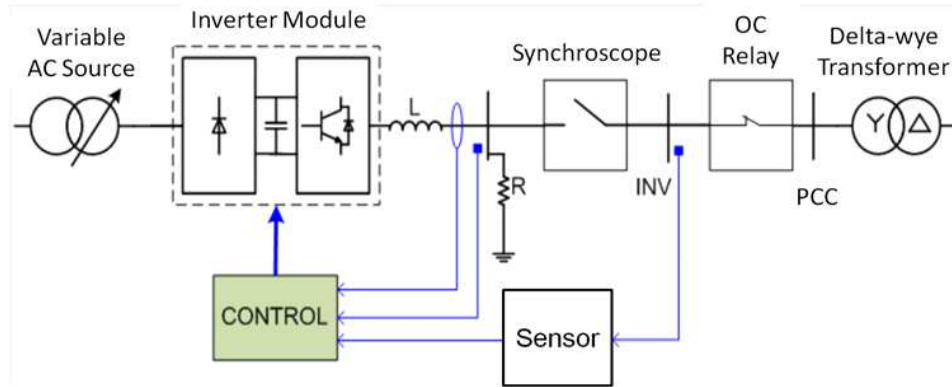 Inverter Module
Variable
AC Source
Synchroscope
OC
Relay
Delta-wye
Transformer
L
R
INV
PCC
Y
Δ
CONTROL
Sensor